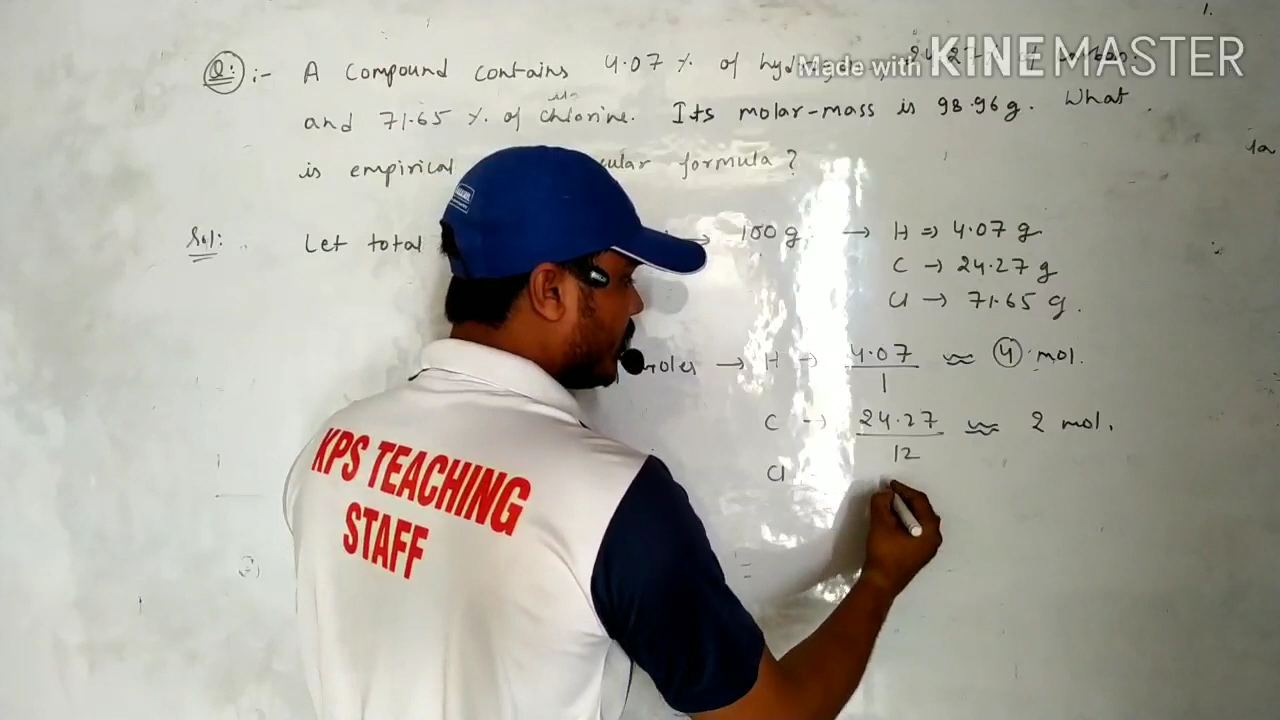 Made with KINEMASTER
Q:- A Compound contains 4.07 % of
and 71.65 % of chlorine. Its molar-mass is 98.96 g. What
is empirical formula?
Sol: Let total 100 g → H ⇒ 4.07 g
C → 24.27 g
Cl → 71.65 g.
moles → H → 4.07 / 1 ≈ 4 mol.
C → 24.27 / 12 ≈ 2 mol.
Cl
=
KPS TEACHING
STAFF